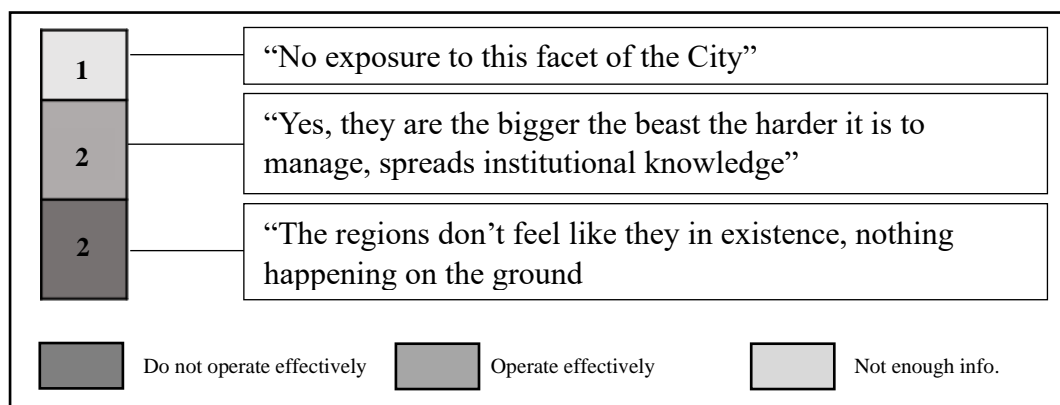 1
“No exposure to this facet of the City”
2
“Yes, they are the bigger the beast the harder it is to
manage, spreads institutional knowledge”
2
“The regions don’t feel like they in existence, nothing
happening on the ground
Do not operate effectively
Operate effectively
Not enough info.